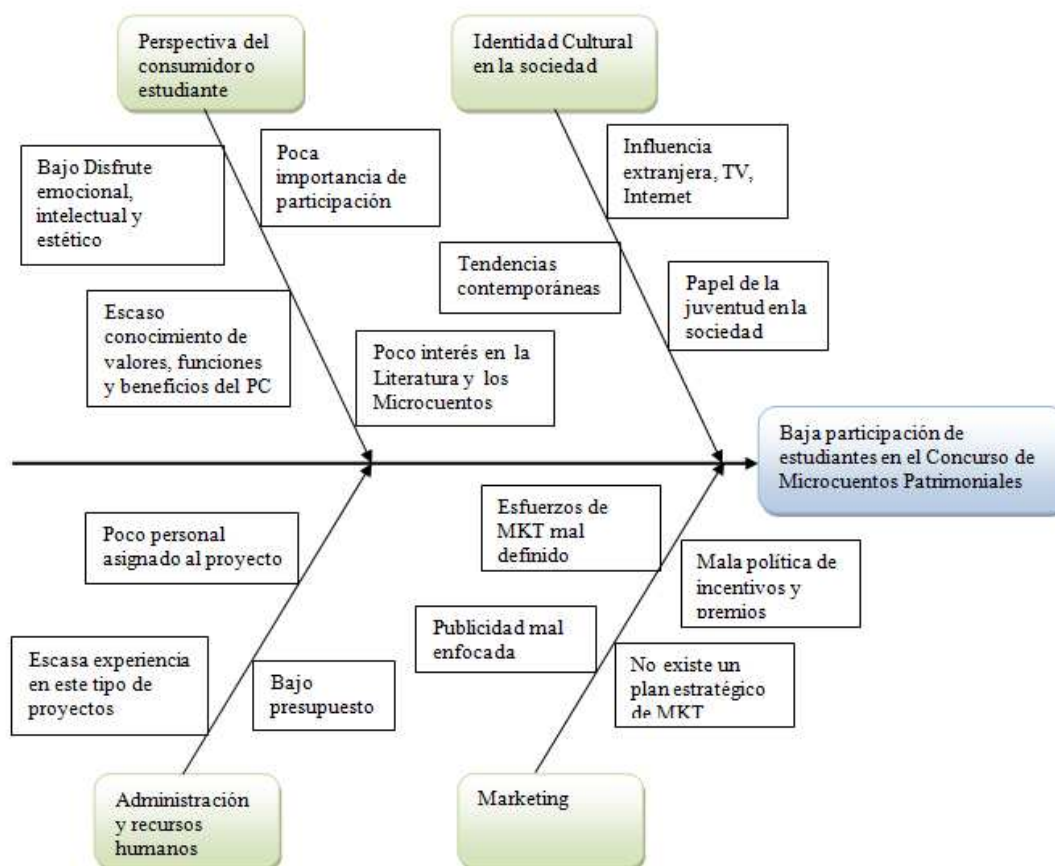 Perspectiva del
consumidor o
estudiante
Identidad Cultural
en la sociedad
Bajo Disfrute
emocional,
intelectual y
estético
Poca
importancia de
participación
Influencia
extranjera, TV,
Internet
Tendencias
contemporáneas
Papel de la
juventud en la
sociedad
Escaso
conocimiento de
valores, funciones
y beneficios del PC
Poco interés en la
Literatura y los
Microcuentos
Baja participación de
estudiantes en el Concurso de
Microcuentos Patrimoniales
Poco personal
asignado al proyecto
Esfuerzos de
MKT mal
definido
Mala política de
incentivos y
premios
Escasa experiencia
en este tipo de
proyectos
Bajo
presupuesto
Publicidad mal
enfocada
No existe un
plan estratégico
de MKT
Administración
y recursos
humanos
Marketing